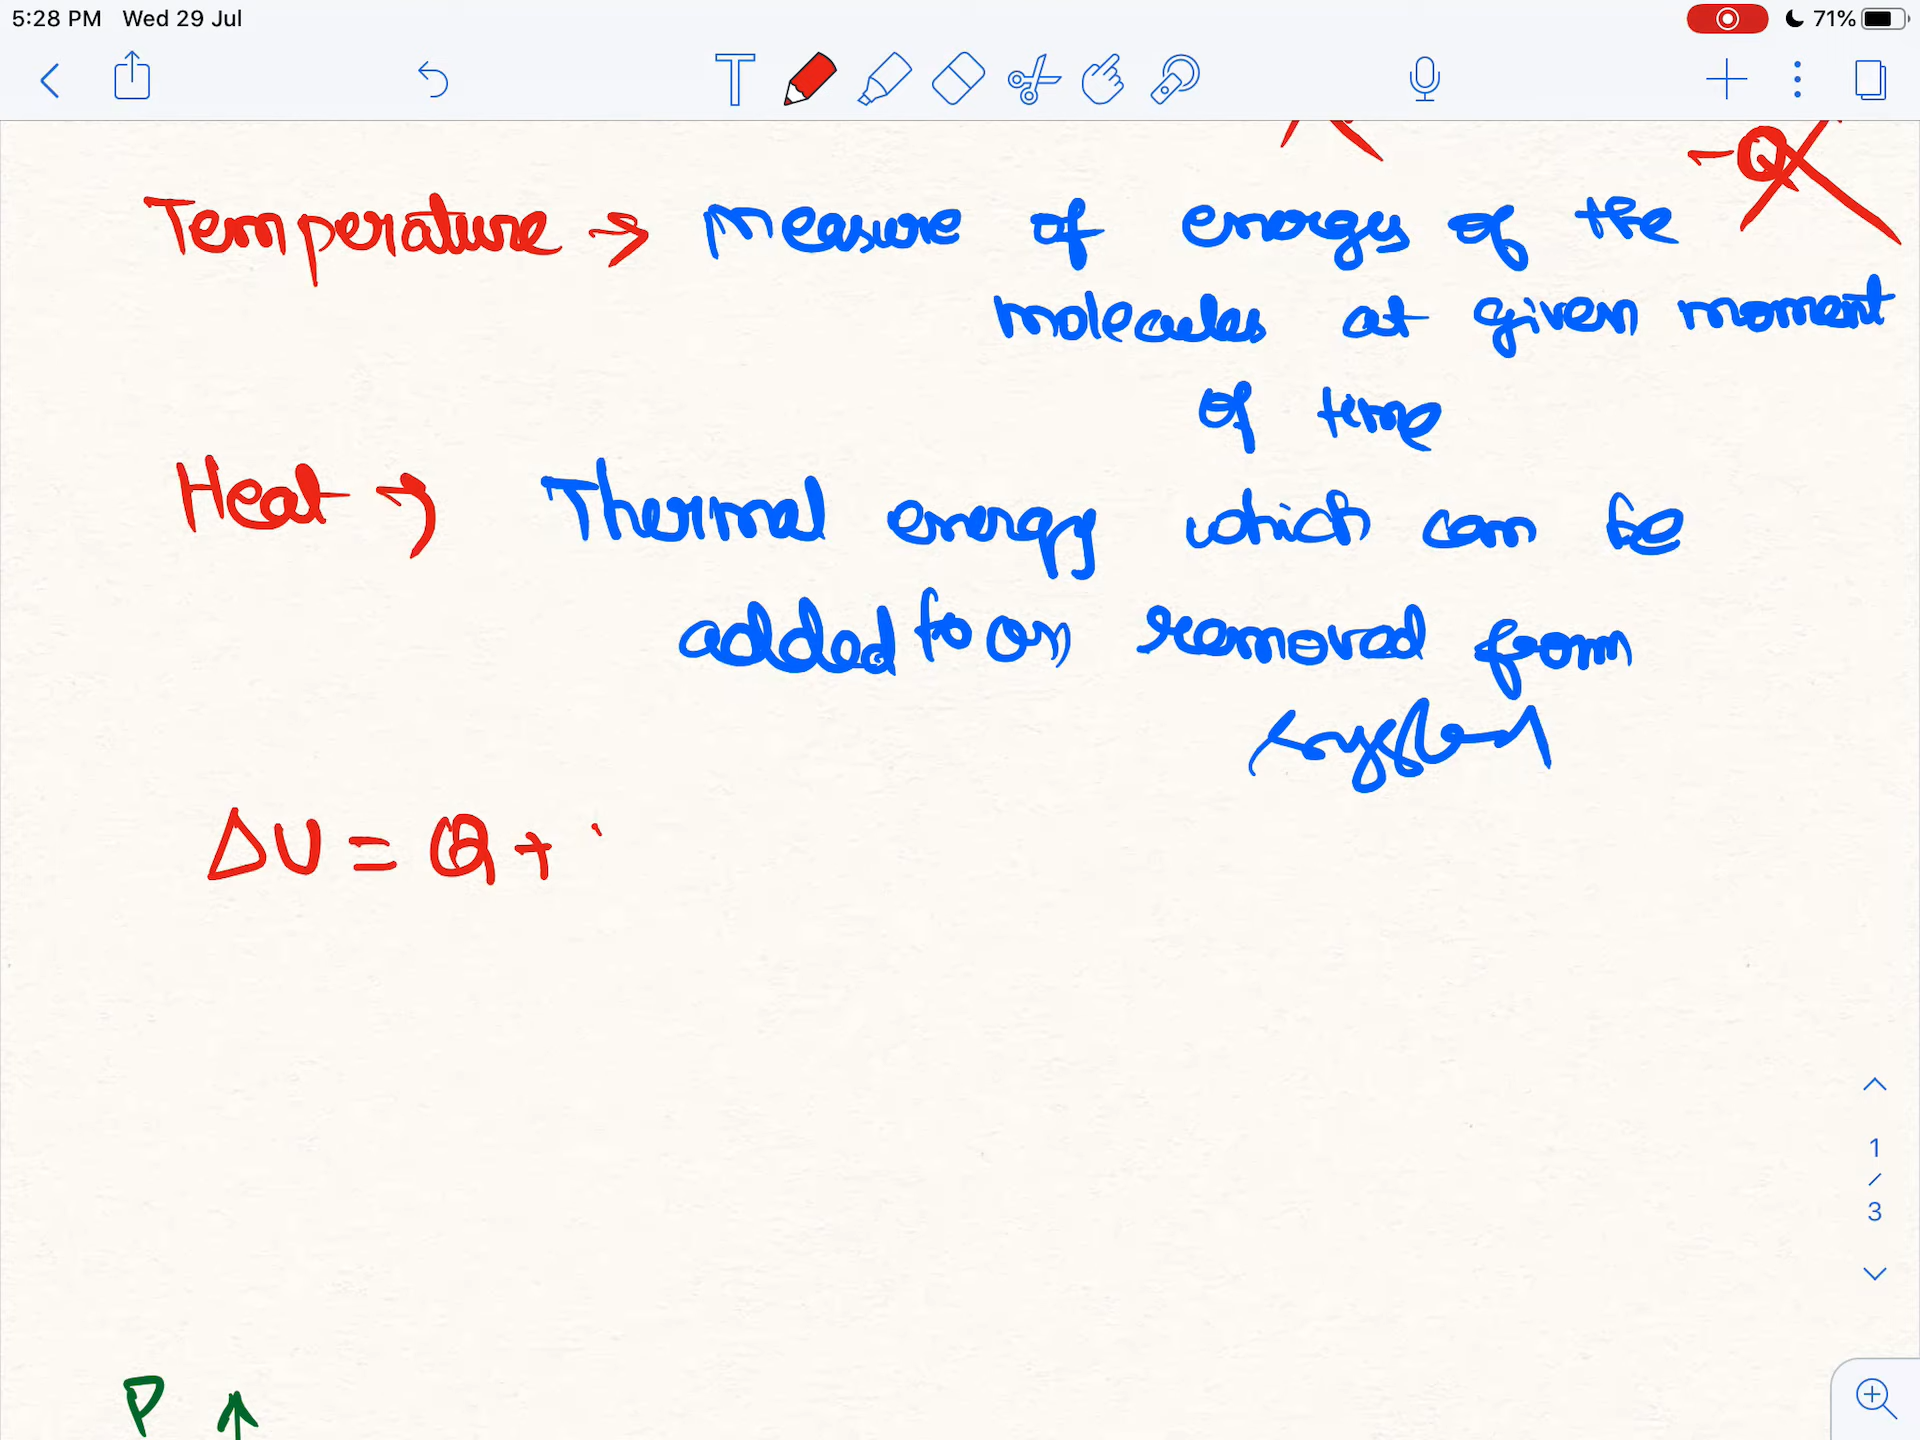 5:28 PM Wed 29 Jul 71%
T
-Q
Temperature → measure of energy of the
molecules at given moment
of time
Heat → Thermal energy which can be
added to or removed from
system
ΔU = Q +
1
/
3
P ↑